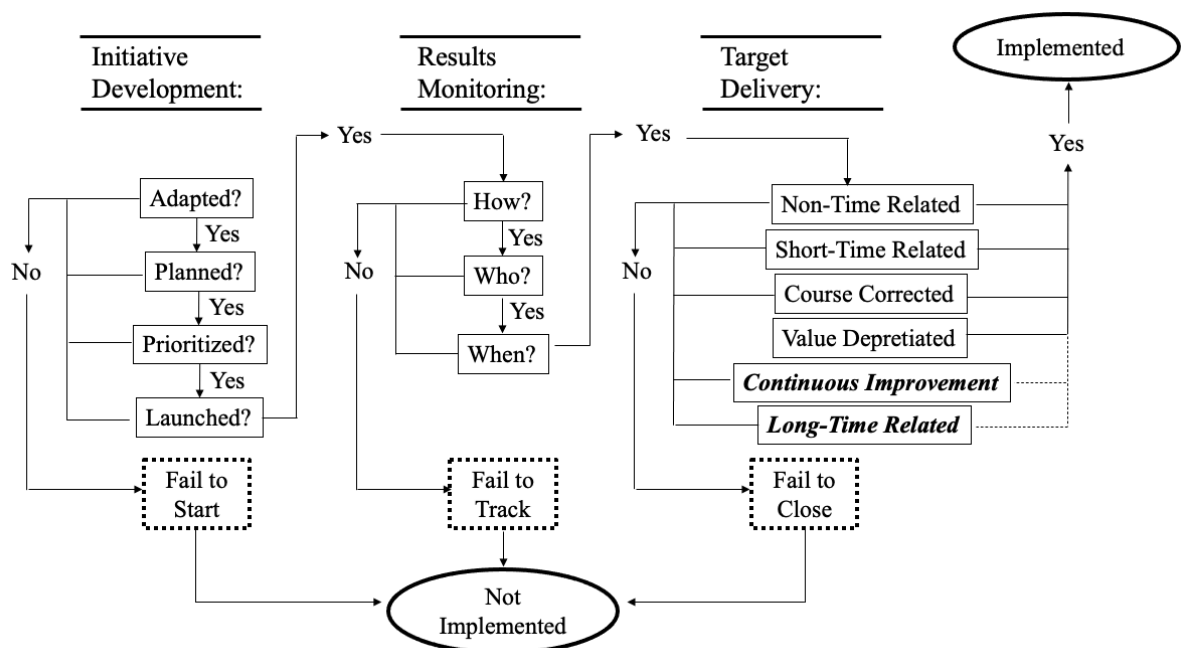 Initiative
Development:
Results
Monitoring:
Target
Delivery:
Implemented
Yes
Yes
Yes
Adapted?
Yes
Planned?
Yes
Prioritized?
Yes
Launched?
No
Fail to
Start
How?
Yes
Who?
Yes
When?
No
Fail to
Track
Non-Time Related
Short-Time Related
Course Corrected
Value Depretiated
Continuous Improvement
Long-Time Related
No
Fail to
Close
Not
Implemented